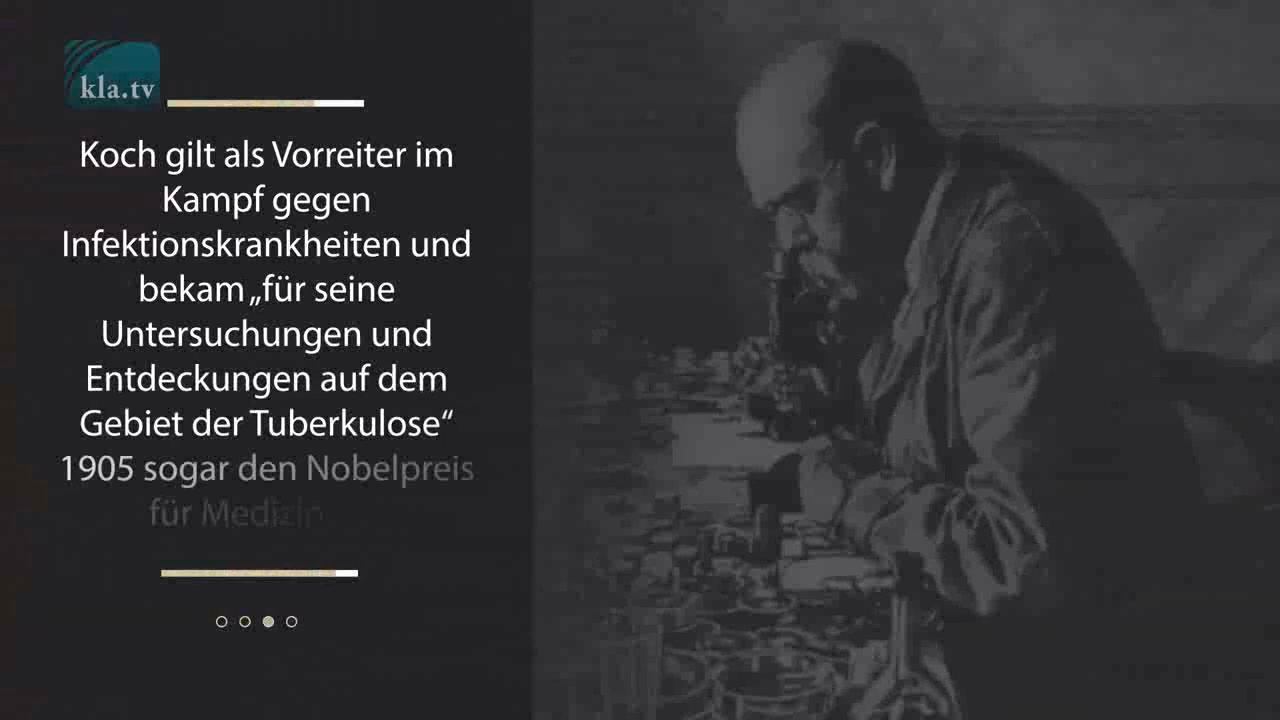 kla.tv
Koch gilt als Vorreiter im
Kampf gegen
Infektionskrankheiten und
bekam „für seine
Untersuchungen und
Entdeckungen auf dem
Gebiet der Tuberkulose“
1905 sogar den Nobelpreis
für Medizin